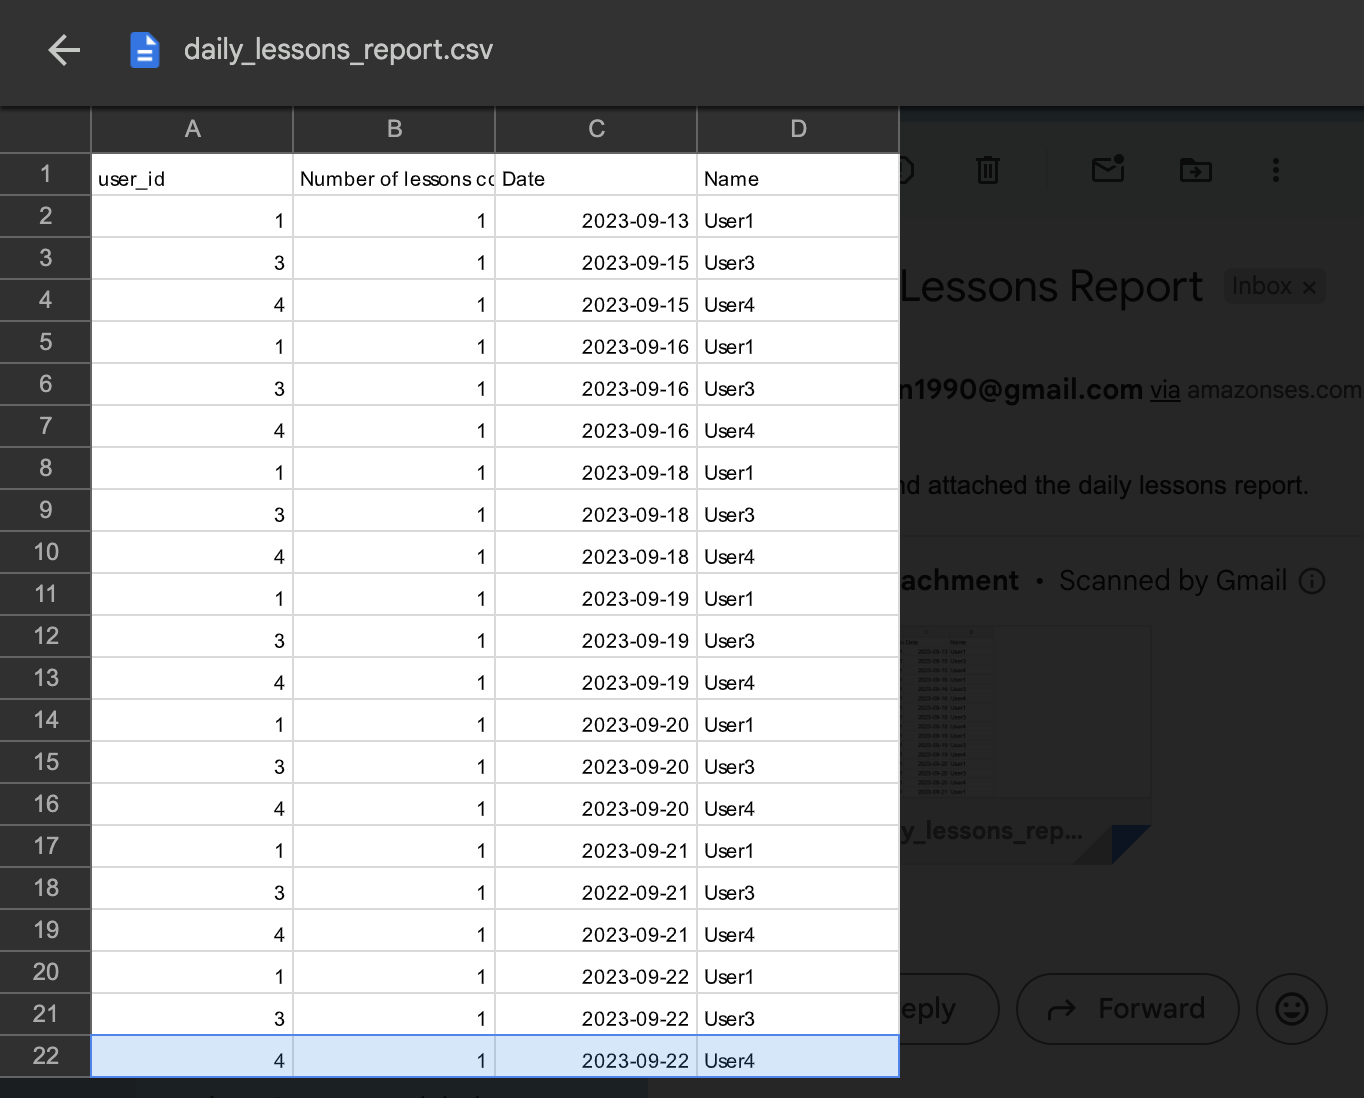 daily_lessons_report.csv
A B C D
1 user_id Number of lessons co Date Name
2 1 1 2023-09-13 User1
3 3 1 2023-09-15 User3
4 4 1 2023-09-15 User4
5 1 1 2023-09-16 User1
6 3 1 2023-09-16 User3
7 4 1 2023-09-16 User4
8 1 1 2023-09-18 User1
9 3 1 2023-09-18 User3
10 4 1 2023-09-18 User4
11 1 1 2023-09-19 User1
12 3 1 2023-09-19 User3
13 4 1 2023-09-19 User4
14 1 1 2023-09-20 User1
15 3 1 2023-09-20 User3
16 4 1 2023-09-20 User4
17 1 1 2023-09-21 User1
18 3 1 2022-09-21 User3
19 4 1 2023-09-21 User4
20 1 1 2023-09-22 User1
21 3 1 2023-09-22 User3
22 4 1 2023-09-22 User4
Lessons Report Inbox ×
n1990@gmail.com via amazonses.com
nd attached the daily lessons report.
achment • Scanned by Gmail
y_lessons_rep...
eply Forward